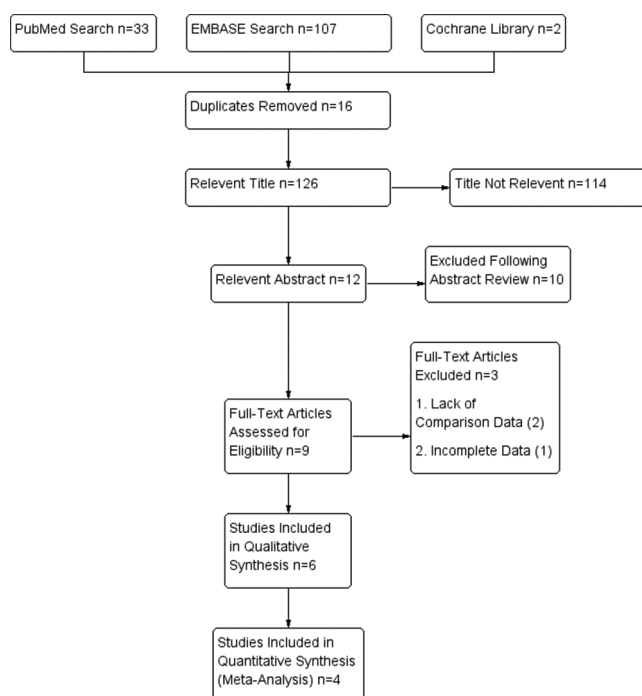 PubMed Search n=33
EMBASE Search n=107
Cochrane Library n=2
Duplicates Removed n=16
Relevent Title n=126
Title Not Relevent n=114
Relevent Abstract n=12
Excluded Following
Abstract Review n=10
Full-Text Articles
Excluded n=3
1. Lack of
Comparison Data (2)
2. Incomplete Data (1)
Full-Text Articles
Assessed for
Eligibility n=9
Studies Included
in Qualitative
Synthesis n=6
Studies Included in
Quantitative Synthesis
(Meta-Analysis) n=4